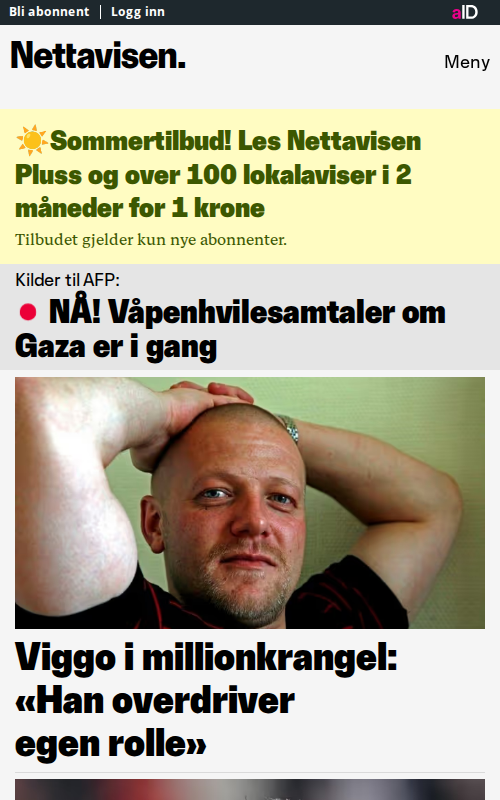 Bli abonnent | Logg inn
aID
Nettavisen.
Meny
☀️Sommertilbud! Les Nettavisen
Pluss og over 100 lokalaviser i 2
måneder for 1 krone
Tilbudet gjelder kun nye abonnenter.
Kilder til AFP:
NÅ! Våpenhvilesamtaler om
Gaza er i gang
Viggo i millionkrangel:
«Han overdriver
egen rolle»